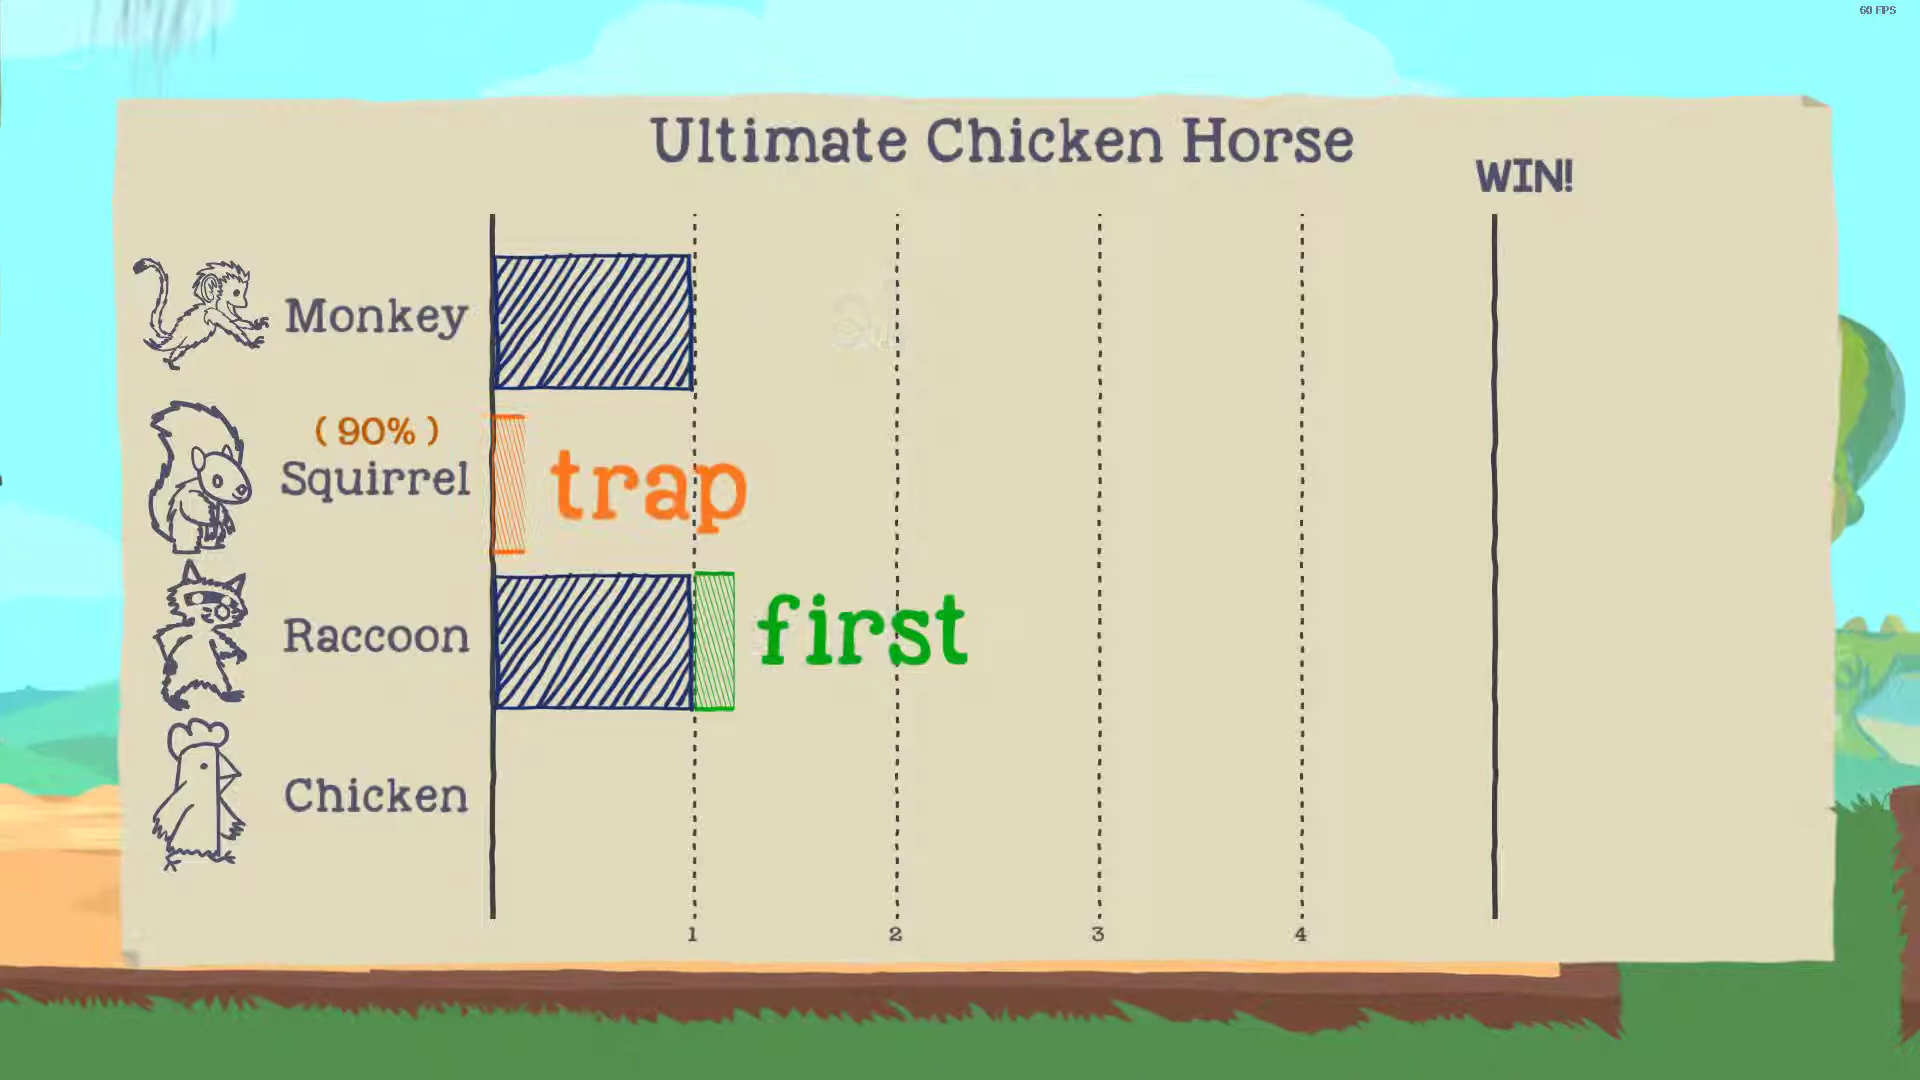 60 FPS
Ultimate Chicken Horse
WIN!
Monkey
( 90% )
Squirrel
trap
Raccoon
first
Chicken
1 2 3 4